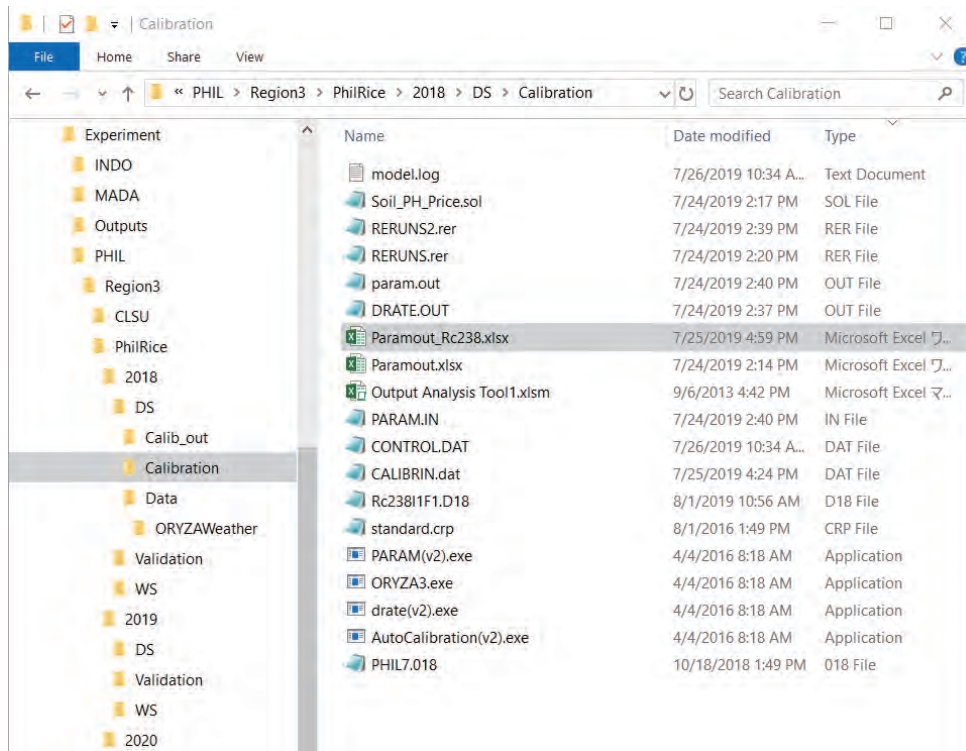 Calibration
File Home Share View
« PHIL > Region3 > PhilRice > 2018 > DS > Calibration
Search Calibration
Experiment
INDO
MADA
Outputs
PHIL
Region3
CLSU
PhilRice
2018
DS
Calib_out
Calibration
Data
ORYZAWeather
Validation
WS
2019
DS
Validation
WS
2020
Name Date modified Type
model.log 7/26/2019 10:34 A... Text Document
Soil_PH_Price.sol 7/24/2019 2:17 PM SOL File
RERUNS2.rer 7/24/2019 2:39 PM RER File
RERUNS.rer 7/24/2019 2:20 PM RER File
param.out 7/24/2019 2:40 PM OUT File
DRATE.OUT 7/24/2019 2:37 PM OUT File
Paramout_Rc238.xlsx 7/25/2019 4:59 PM Microsoft Excel ワ...
Paramout.xlsx 7/24/2019 2:14 PM Microsoft Excel ワ...
Output Analysis Tool1.xlsm 9/6/2013 4:42 PM Microsoft Excel マ...
PARAM.IN 7/24/2019 2:40 PM IN File
CONTROL.DAT 7/26/2019 10:34 A... DAT File
CALIBRIN.dat 7/25/2019 4:24 PM DAT File
Rc238I1F1.D18 8/1/2019 10:56 AM D18 File
standard.crp 8/1/2016 1:49 PM CRP File
PARAM(v2).exe 4/4/2016 8:18 AM Application
ORYZA3.exe 4/4/2016 8:18 AM Application
drate(v2).exe 4/4/2016 8:18 AM Application
AutoCalibration(v2).exe 4/4/2016 8:18 AM Application
PHIL7.018 10/18/2018 1:49 PM 018 File